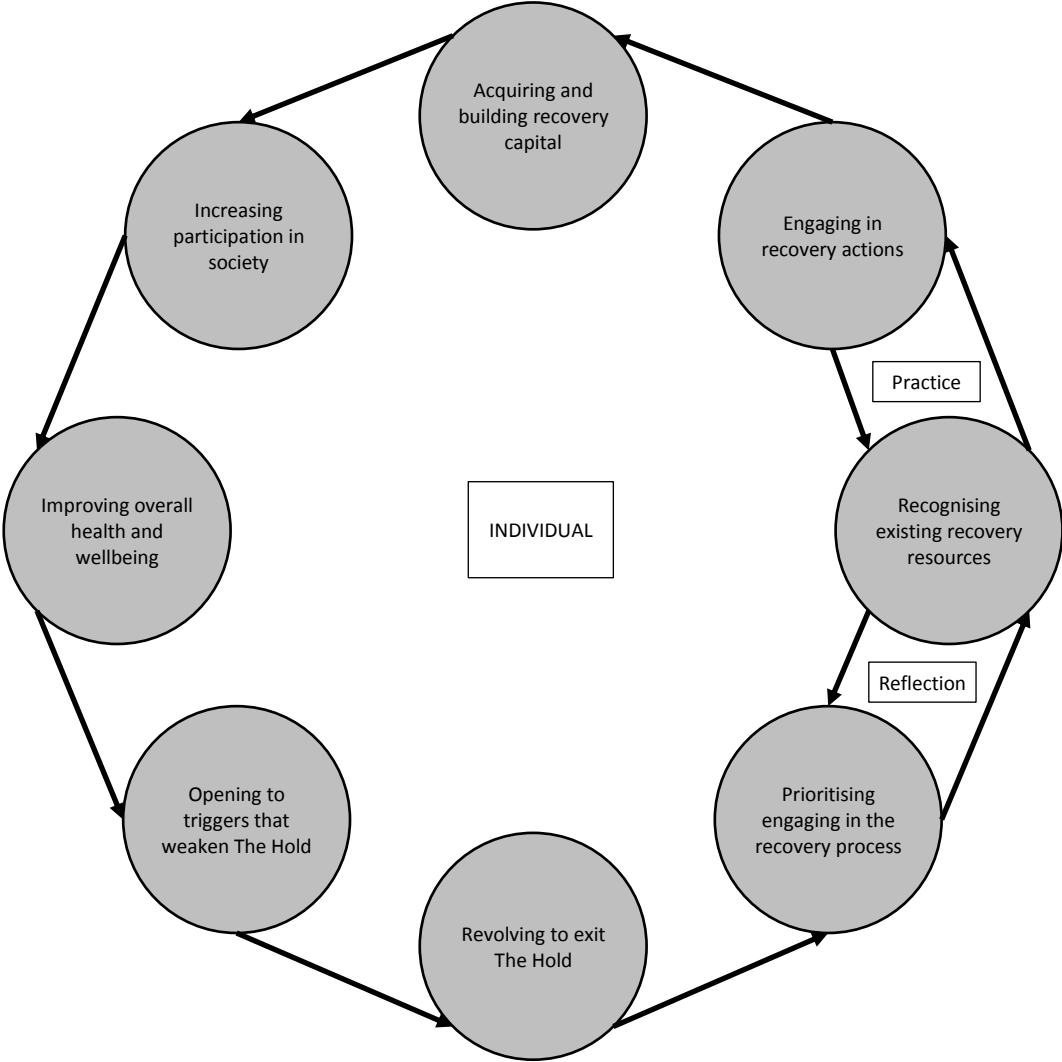 Acquiring and
building recovery
capital
Increasing
participation in
society
Engaging in
recovery actions
Practice
Improving overall
health and
wellbeing
INDIVIDUAL
Recognising
existing recovery
resources
Reflection
Opening to
triggers that
weaken The Hold
Prioritising
engaging in the
recovery process
Revolving to exit
The Hold